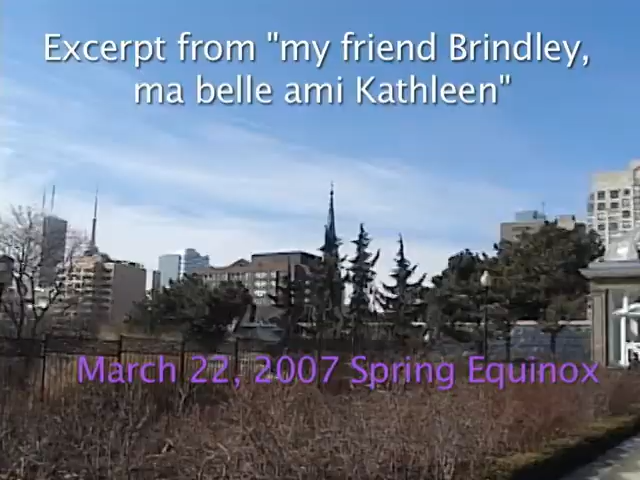 Excerpt from "my friend Brindley,
ma belle ami Kathleen"
March 22, 2007 Spring Equinox